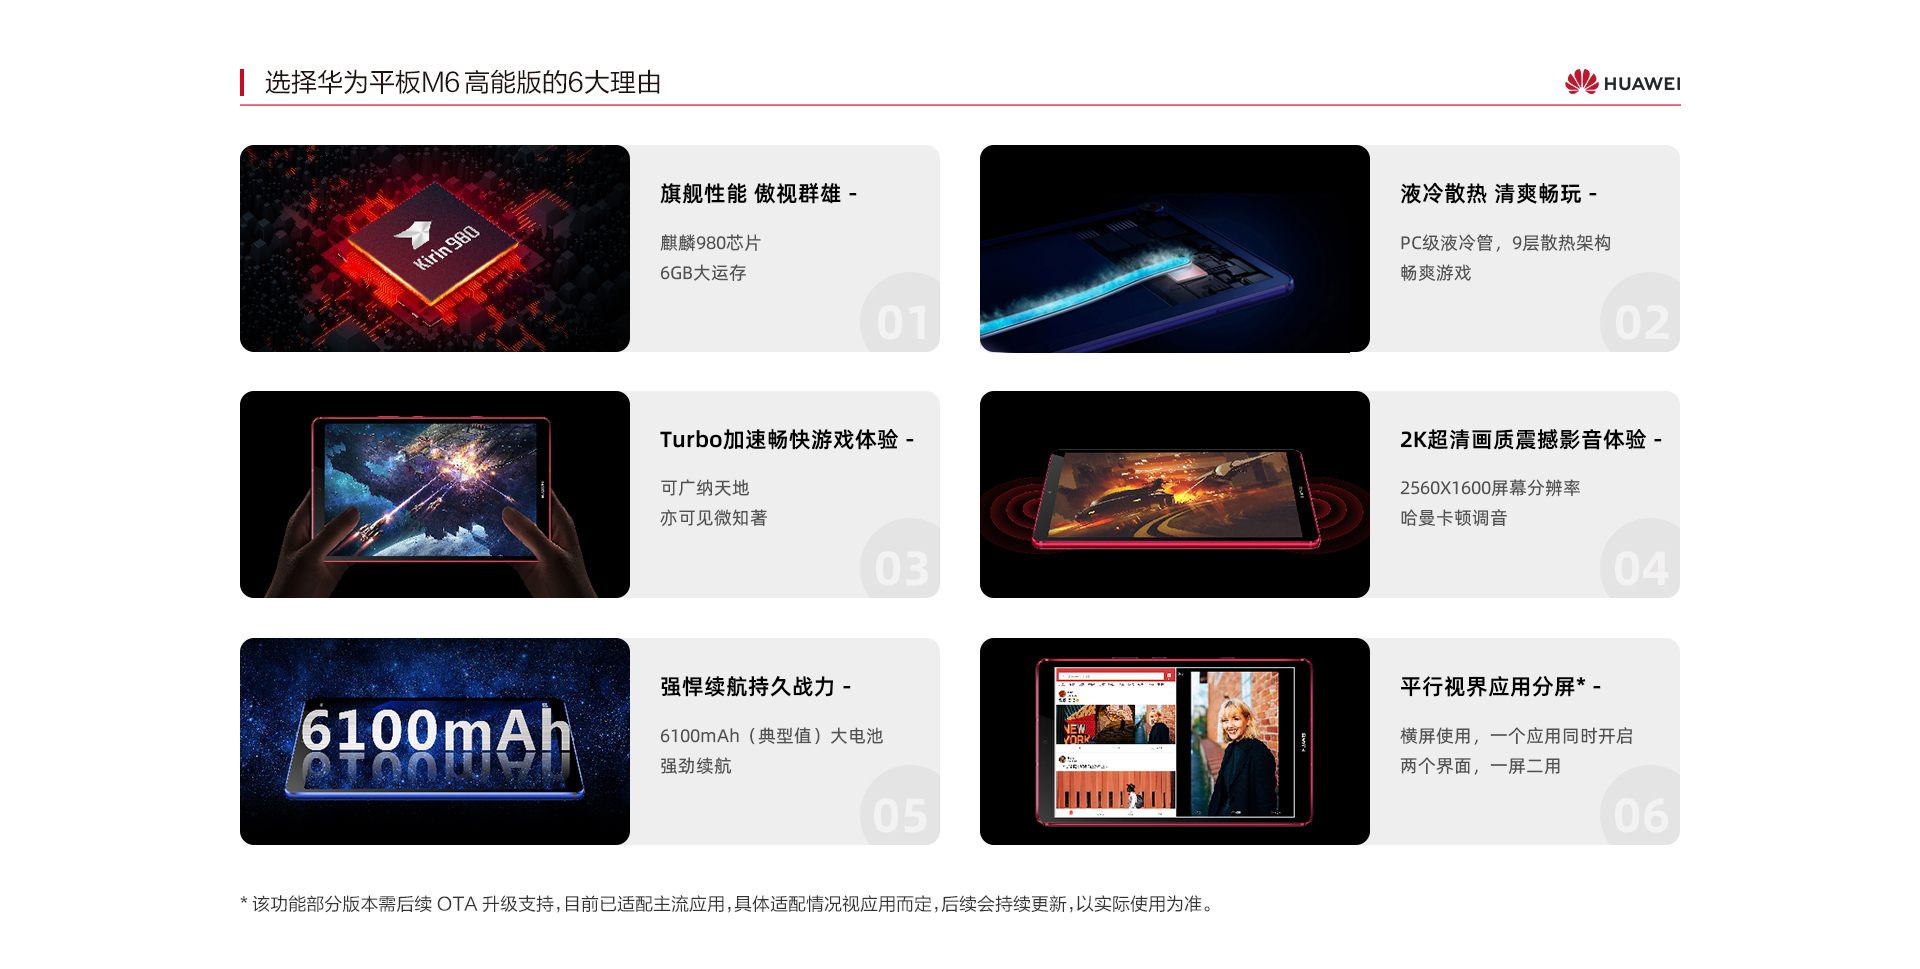 选择华为平板M6 高能版的6大理由
HUAWEI
Kirin 980
旗舰性能 傲视群雄 -
麒麟980芯片
6GB大运存
01
液冷散热 清爽畅玩 -
PC级液冷管，9层散热架构
畅爽游戏
02
HUAWEI
Turbo加速畅快游戏体验 -
可广纳天地
亦可见微知著
03
2K超清画质震撼影音体验 -
2560X1600屏幕分辨率
哈曼卡顿调音
04
6100mAh
强悍续航持久战力 -
6100mAh（典型值）大电池
强劲续航
05
NEW
YORK
HUAWEI
平行视界应用分屏* -
横屏使用，一个应用同时开启
两个界面，一屏二用
06
* 该功能部分版本需后续 OTA 升级支持，目前已适配主流应用，具体适配情况视应用而定，后续会持续更新，以实际使用为准。